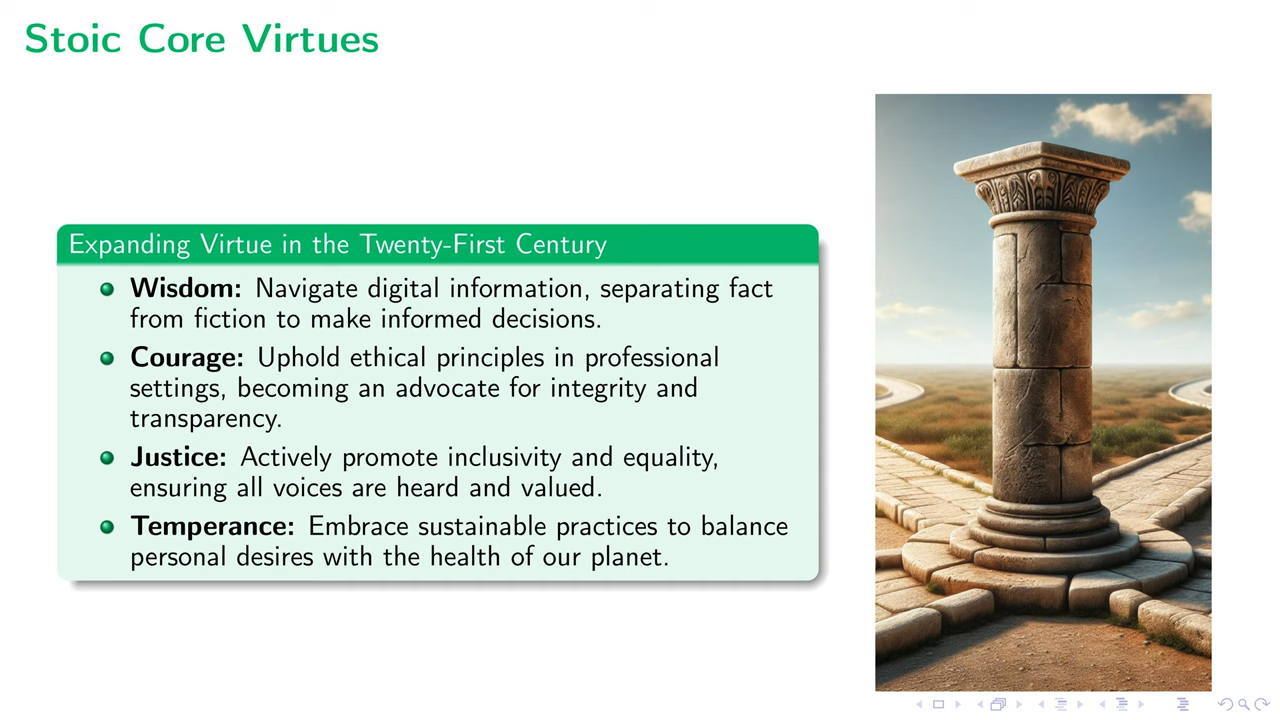 Stoic Core Virtues
Expanding Virtue in the Twenty-First Century
Wisdom: Navigate digital information, separating fact
from fiction to make informed decisions.
Courage: Uphold ethical principles in professional
settings, becoming an advocate for integrity and
transparency.
Justice: Actively promote inclusivity and equality,
ensuring all voices are heard and valued.
Temperance: Embrace sustainable practices to balance
personal desires with the health of our planet.